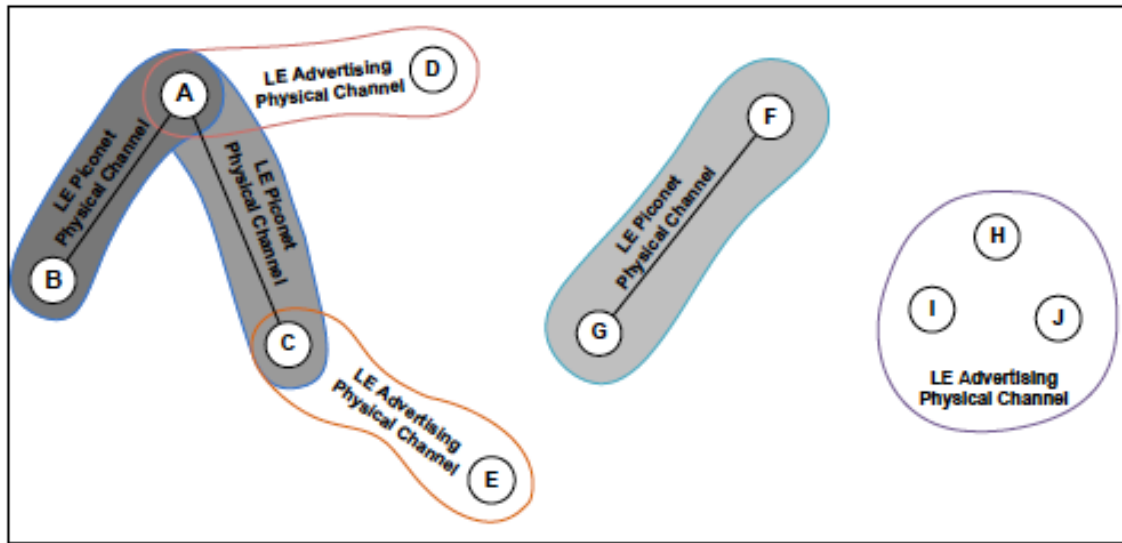 A
LE Advertising
Physical Channel
D
LE Piconet
Physical Channel
B
LE Piconet
Physical Channel
C
LE Advertising
Physical Channel
E
F
LE Piconet
Physical Channel
G
H
I
J
LE Advertising
Physical Channel